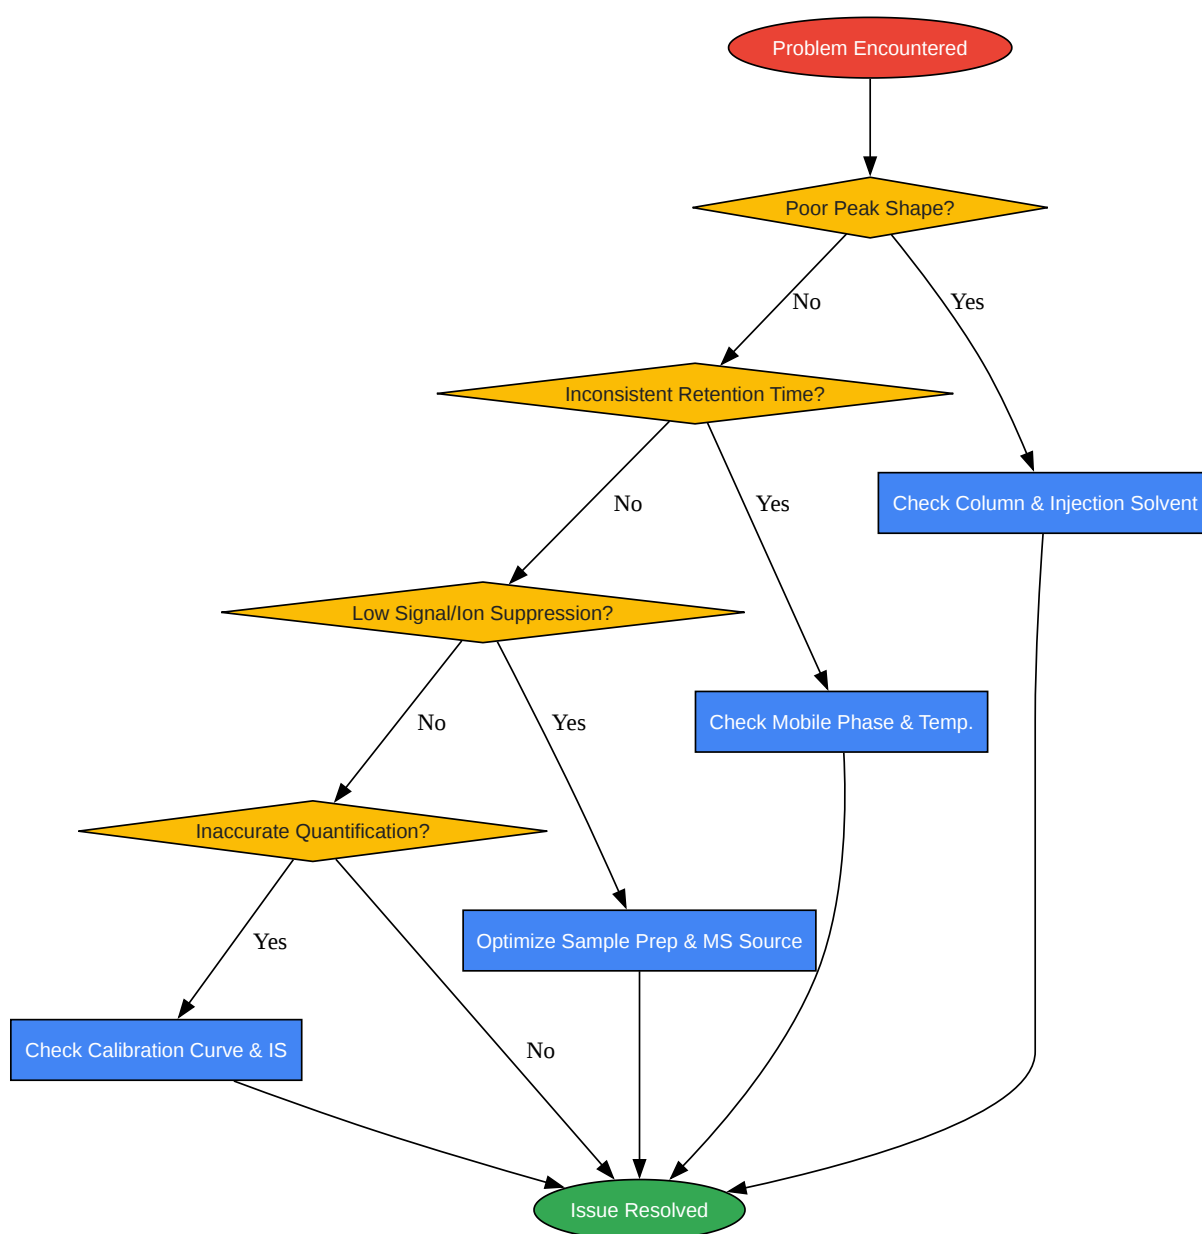 Problem Encountered
Poor Peak Shape?
No
Yes
Inconsistent Retention Time?
No
Yes
Check Column & Injection Solvent
Low Signal/Ion Suppression?
No
Yes
Check Mobile Phase & Temp.
Inaccurate Quantification?
Yes
Optimize Sample Prep & MS Source
Check Calibration Curve & IS
No
Issue Resolved